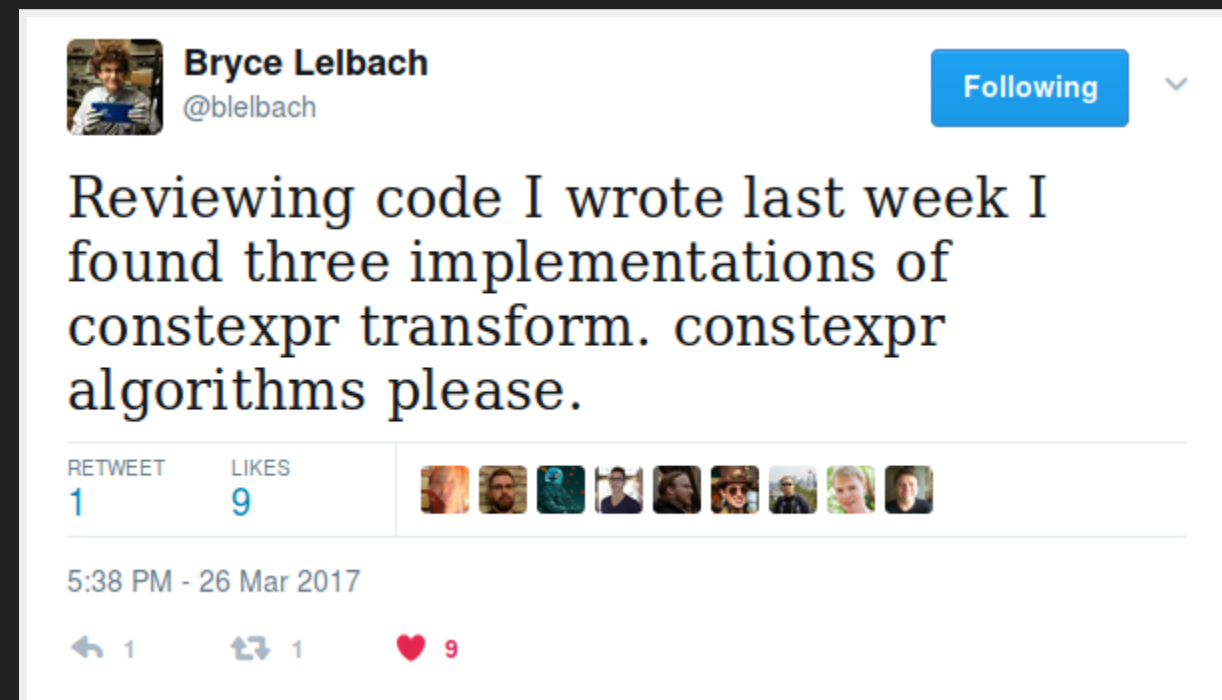 Bryce Lelbach
@blelbach
Following
Reviewing code I wrote last week I
found three implementations of
constexpr transform. constexpr
algorithms please.
RETWEET LIKES
1 9
5:38 PM - 26 Mar 2017
1 1 9